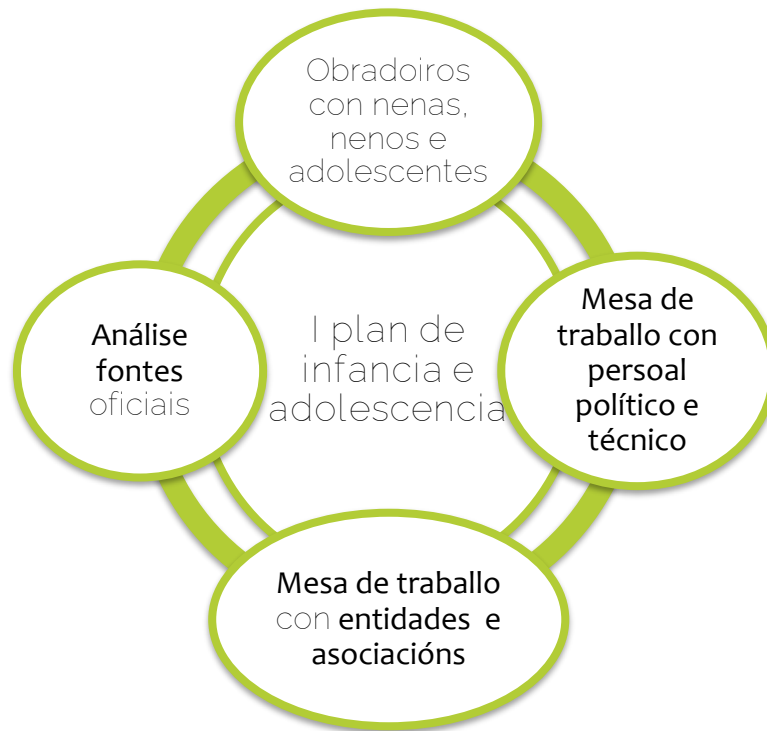 Obradoiros
con nenas,
nenos e
adolescentes
Análise
fontes
oficiais
I plan de
infancia e
adolescencia
Mesa de
traballo con
persoal
político e
técnico
Mesa de traballo
con entidades e
asociacións